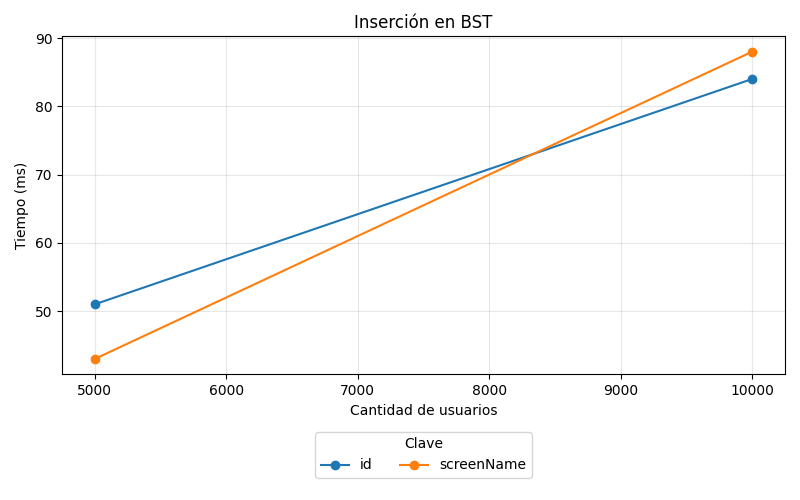 Inserción en BST
90
80
70
60
50
Tiempo (ms)
5000 6000 7000 8000 9000 10000
Cantidad de usuarios
Clave
id screenName